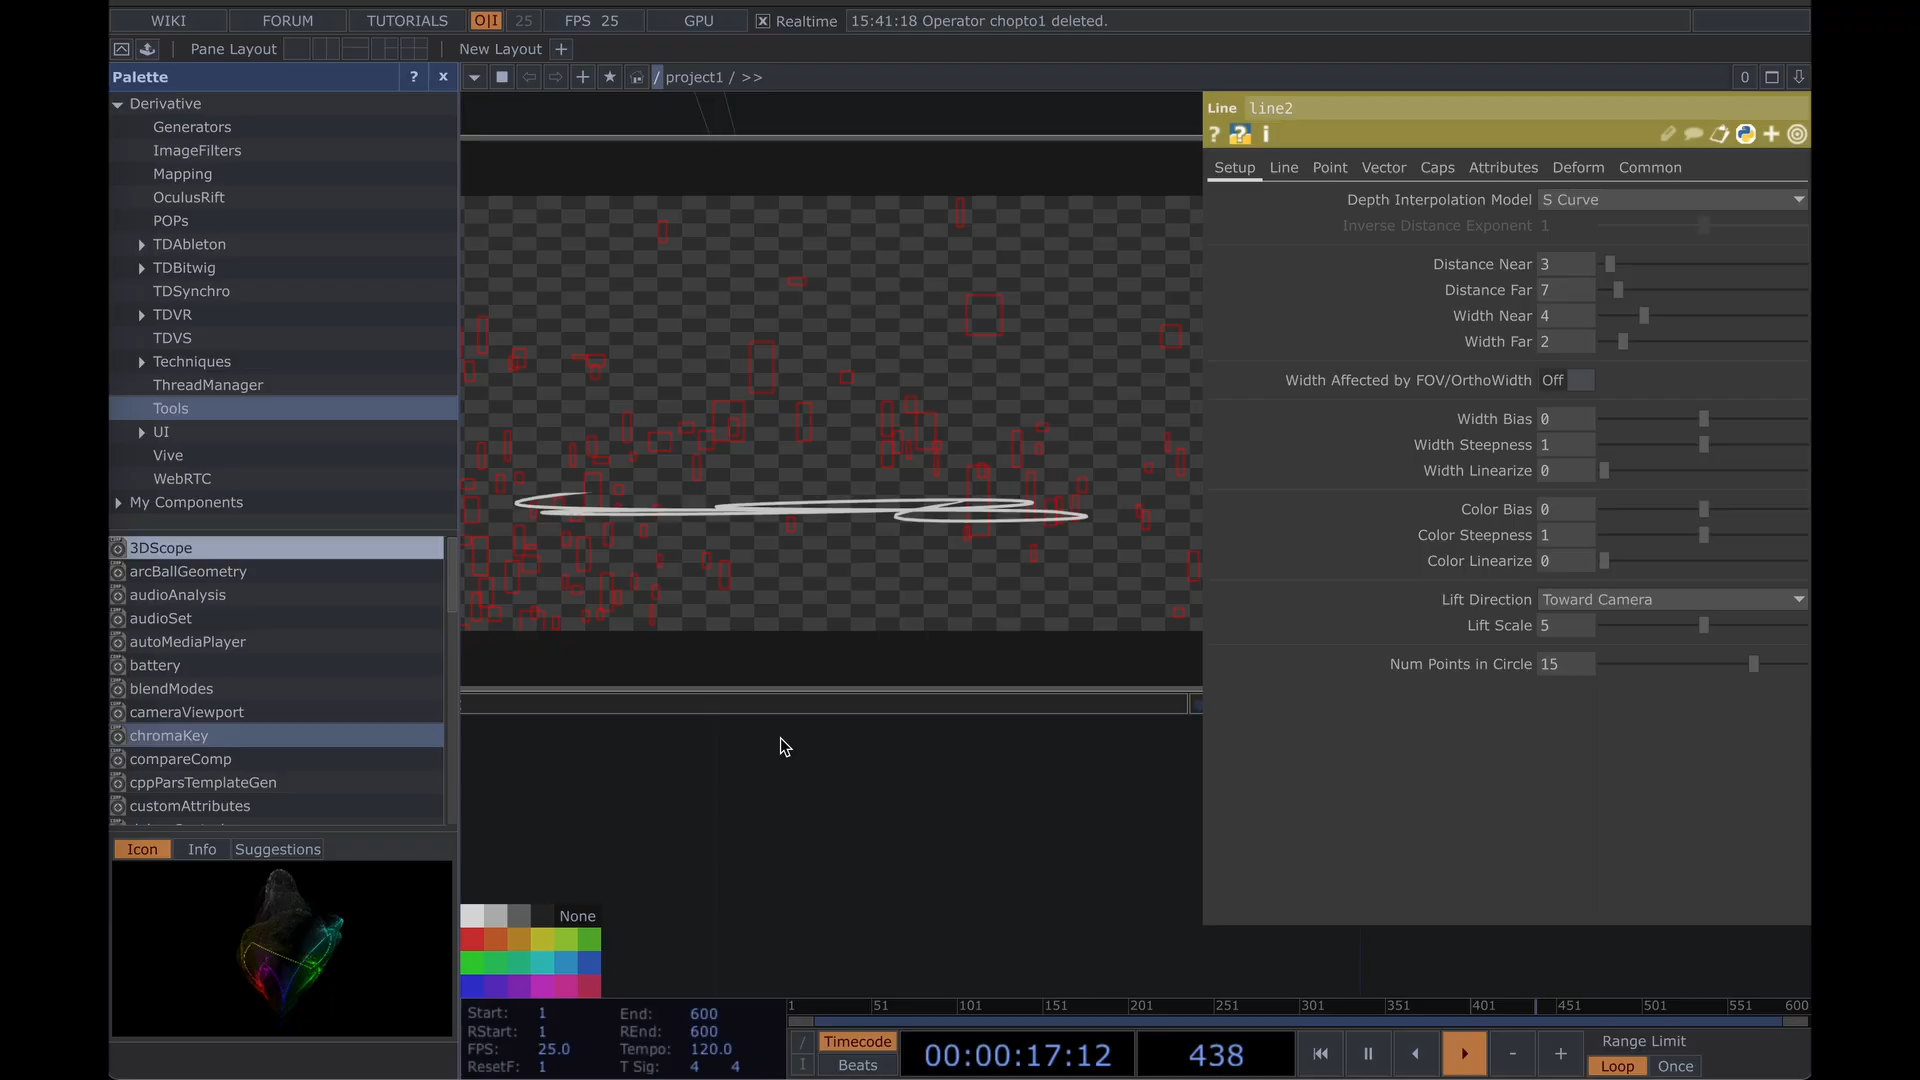 WIKI FORUM TUTORIALS O|I 25 FPS 25 GPU Realtime 15:41:18 Operator chopto1 deleted.
Pane Layout New Layout +
Palette ? x / project1 / >> 0
Derivative
Generators
ImageFilters
Mapping
OculusRift
POPs
TDAbleton
TDBitwig
TDSynchro
TDVR
TDVS
Techniques
ThreadManager
Tools
UI
Vive
WebRTC
My Components
3DScope
arcBallGeometry
audioAnalysis
audioSet
autoMediaPlayer
battery
blendModes
cameraViewport
chromaKey
compareComp
cppParsTemplateGen
customAttributes
Icon Info Suggestions
Line line2
? ? i
Setup Line Point Vector Caps Attributes Deform Common
Depth Interpolation Model S Curve
Inverse Distance Exponent 1
Distance Near 3
Distance Far 7
Width Near 4
Width Far 2
Width Affected by FOV/OrthoWidth Off
Width Bias 0
Width Steepness 1
Width Linearize 0
Color Bias 0
Color Steepness 1
Color Linearize 0
Lift Direction Toward Camera
Lift Scale 5
Num Points in Circle 15
None
Start: 1 End: 600
RStart: 1 REnd: 600
FPS: 25.0 Tempo: 120.0
ResetF: 1 T Sig: 4 4
1 51 101 151 201 251 301 351 401 451 501 551 600
/ Timecode
I Beats
00:00:17:12 438
- +
Range Limit
Loop Once